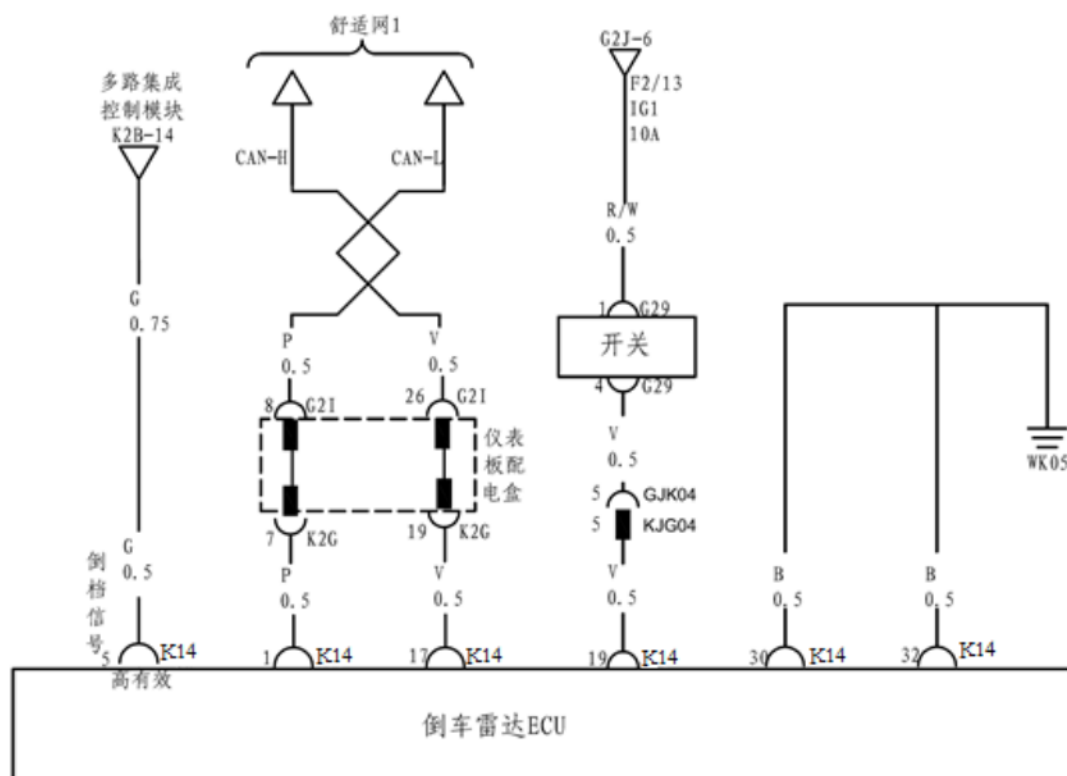 舒适网1
多路集成
控制模块
K2B-14
CAN-H
CAN-L
G2J-6
F2/13
IG1
10A
R/W
0.5
G
0.75
P
0.5
V
0.5
1
G29
开关
4
G29
8
G2I
26
G2I
仪表
板配
电盒
7
K2G
19
K2G
V
0.5
5
GJK04
5
KJG04
WK05
倒档信号
G
0.5
P
0.5
V
0.5
V
0.5
B
0.5
B
0.5
5
K14
1
K14
17
K14
19
K14
30
K14
32
K14
高有效
倒车雷达ECU